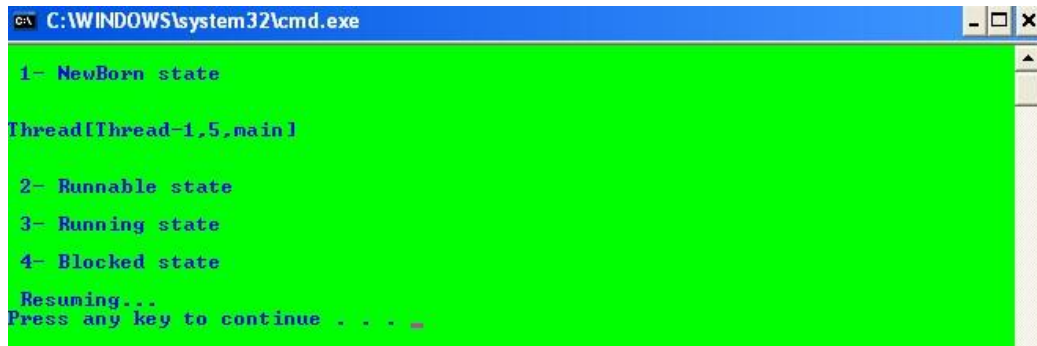 C:\WINDOWS\system32\cmd.exe
1- NewBorn state
Thread[Thread-1,5,main]
2- Runnable state
3- Running state
4- Blocked state
Resuming...
Press any key to continue . . . _